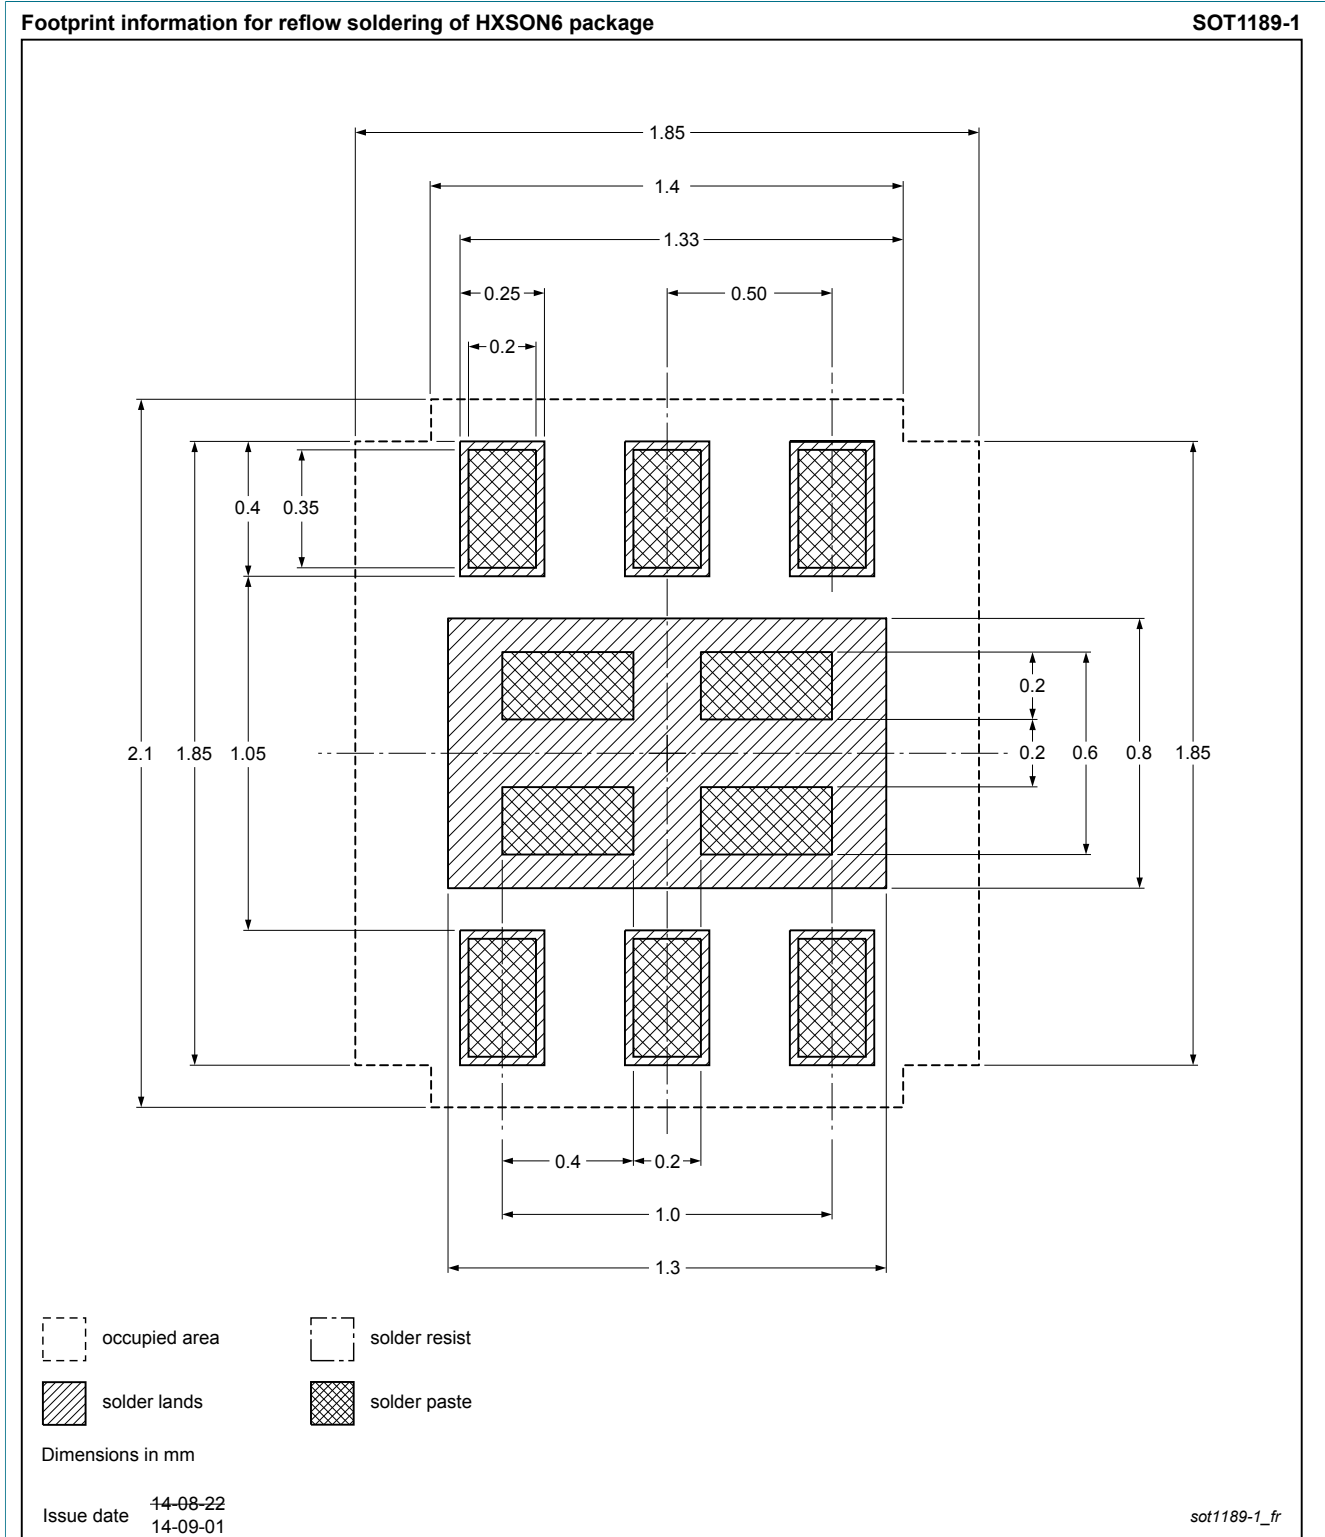 Footprint information for reflow soldering of HXSON6 package SOT1189-1
1.85
1.4
1.33
0.25 0.50
0.2
0.4 0.35
0.2
2.1 1.85 1.05 0.2 0.6 0.8 1.85
0.4 0.2
1.0
1.3
occupied area solder resist
solder lands solder paste
Dimensions in mm
14-08-22
Issue date
14-09-01 sot1189-1_fr